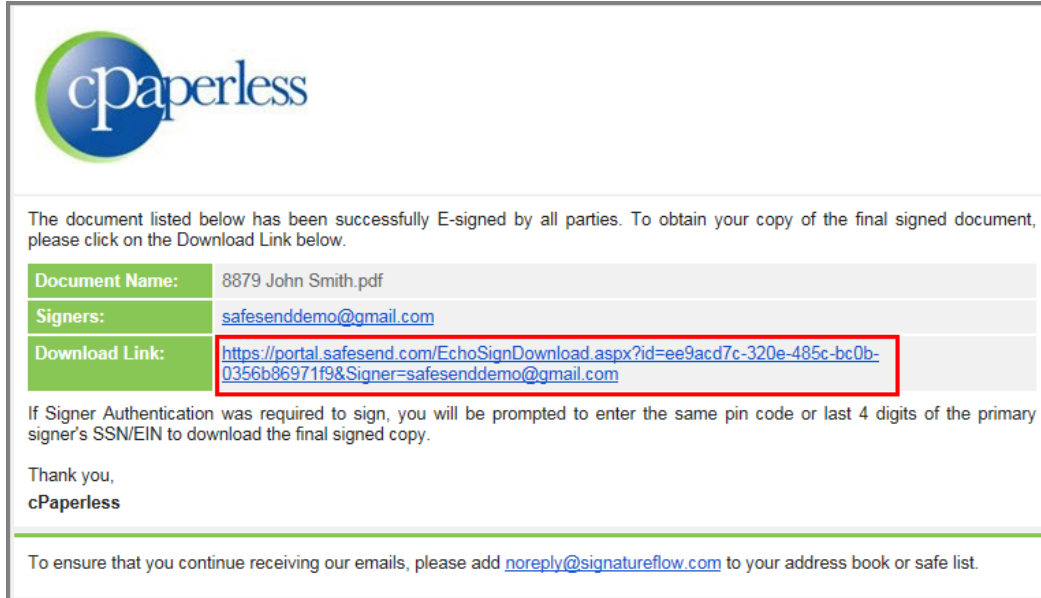 cPaperless
The document listed below has been successfully E-signed by all parties. To obtain your copy of the final signed document,
please click on the Download Link below.
Document Name: 8879 John Smith.pdf
Signers: safesenddemo@gmail.com
Download Link: https://portal.safesend.com/EchoSignDownload.aspx?id=ee9acd7c-320e-485c-bc0b-
0356b86971f9&Signer=safesenddemo@gmail.com
If Signer Authentication was required to sign, you will be prompted to enter the same pin code or last 4 digits of the primary
signer's SSN/EIN to download the final signed copy.
Thank you,
cPaperless
To ensure that you continue receiving our emails, please add noreply@signatureflow.com to your address book or safe list.